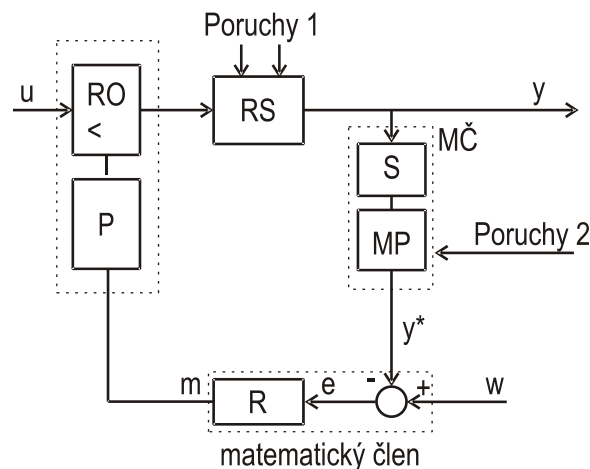 Poruchy 1
u
RO
<
RS
y
MČ
S
P
MP
Poruchy 2
y*
m
R
e
-
+
w
matematický člen